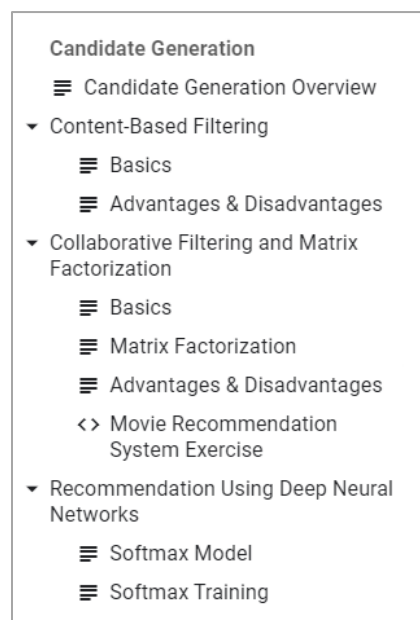 Candidate Generation
Candidate Generation Overview
Content-Based Filtering
Basics
Advantages & Disadvantages
Collaborative Filtering and Matrix
Factorization
Basics
Matrix Factorization
Advantages & Disadvantages
<> Movie Recommendation
System Exercise
Recommendation Using Deep Neural
Networks
Softmax Model
Softmax Training